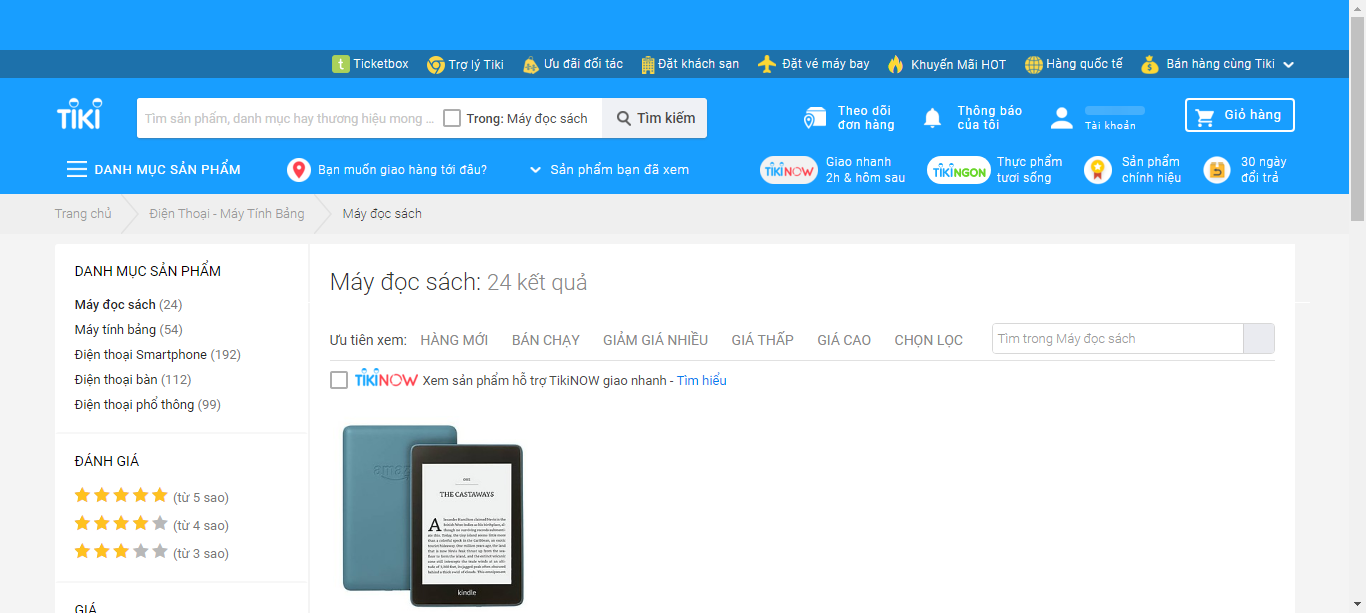 Ticketbox Trợ lý Tiki Ưu đãi đối tác Đặt khách sạn Đặt vé máy bay Khuyến Mãi HOT Hàng quốc tế Bán hàng cùng Tiki
TIKI
Tìm sản phẩm, danh mục hay thương hiệu mong ... Trong: Máy đọc sách Tìm kiếm
Theo dõi
đơn hàng
Thông báo
của tôi
Tài khoản
Giỏ hàng
DANH MỤC SẢN PHẨM Bạn muốn giao hàng tới đâu? Sản phẩm bạn đã xem
TIKINOW Giao nhanh
2h & hôm sau
TIKINGON Thực phẩm
tươi sống
Sản phẩm
chính hiệu
30 ngày
đổi trả
Trang chủ Điện Thoại - Máy Tính Bảng Máy đọc sách
DANH MỤC SẢN PHẨM
Máy đọc sách (24)
Máy tính bảng (54)
Điện thoại Smartphone (192)
Điện thoại bàn (112)
Điện thoại phổ thông (99)
ĐÁNH GIÁ
(từ 5 sao)
(từ 4 sao)
(từ 3 sao)
GIÁ
Máy đọc sách: 24 kết quả
Ưu tiên xem: HÀNG MỚI BÁN CHẠY GIẢM GIÁ NHIỀU GIÁ THẤP GIÁ CAO CHỌN LỌC Tìm trong Máy đọc sách
TIKINOW Xem sản phẩm hỗ trợ TikiNOW giao nhanh - Tìm hiểu
THE CASTAWAYS
kindle